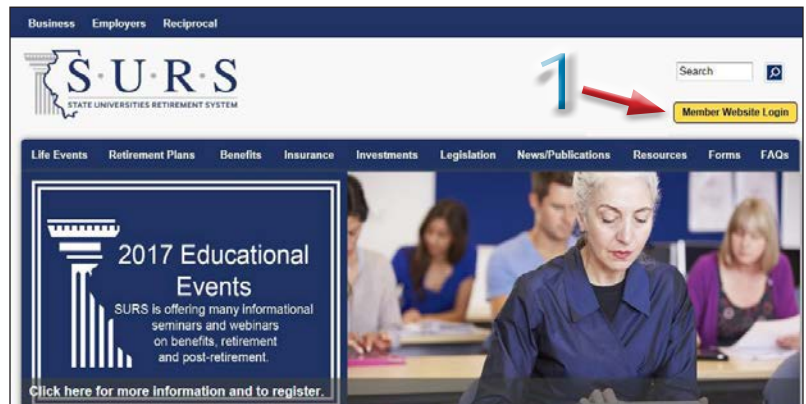 Business Employers Reciprocal
S·U·R·S
STATE UNIVERSITIES RETIREMENT SYSTEM
1
Search
Member Website Login
Life Events Retirement Plans Benefits Insurance Investments Legislation News/Publications Resources Forms FAQs
2017 Educational
Events
SURS is offering many informational
seminars and webinars
on benefits, retirement
and post-retirement.
Click here for more information and to register.